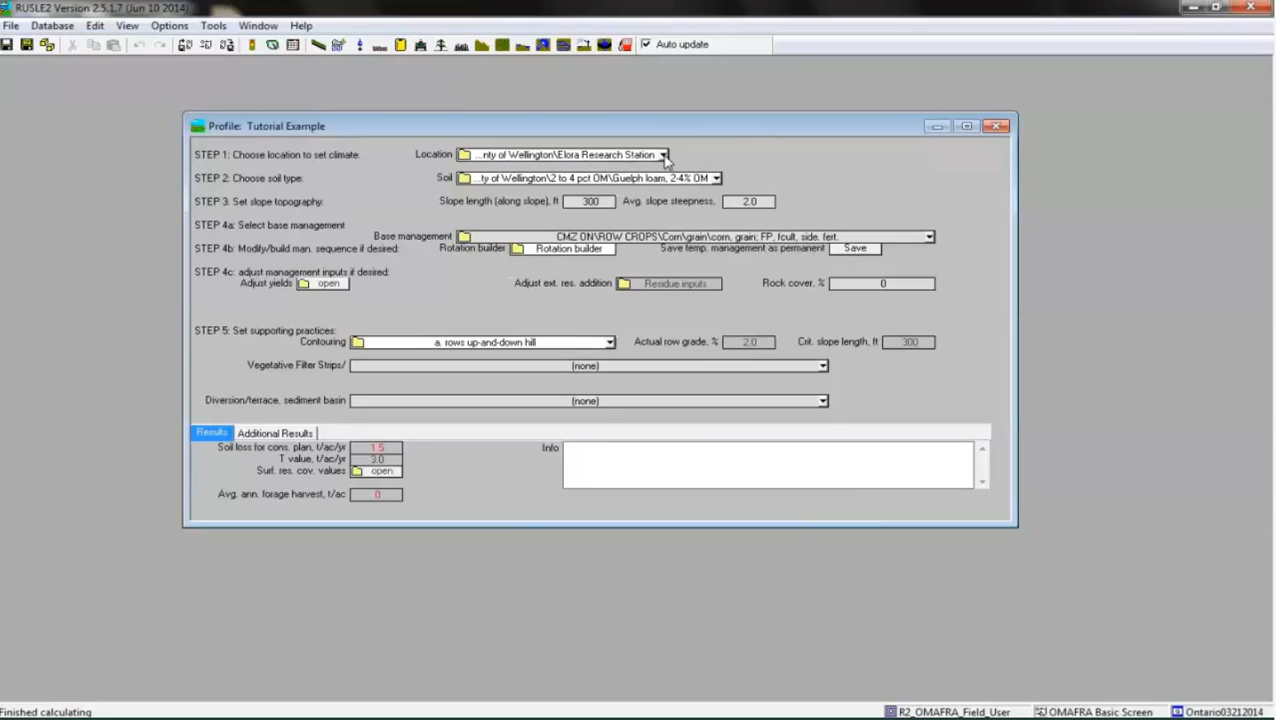 RUSLE2 Version 2.5.1.7 (Jun 10 2014)
File Database Edit View Options Tools Window Help
Auto update
Profile: Tutorial Example
STEP 1: Choose location to set climate: Location ...nty of Wellington\Elora Research Station
STEP 2: Choose soil type: Soil ...ty of Wellington\2 to 4 pct OM\Guelph loam, 2-4% OM
STEP 3: Set slope topography: Slope length (along slope), ft 300 Avg. slope steepness, 2.0
STEP 4a: Select base management
Base management CMZ ON\ROW CROPS\Corn\grain\corn, grain; FP, fcult, side. fert.
STEP 4b: Modify/build man. sequence if desired: Rotation builder Rotation builder Save temp. management as permanent Save
STEP 4c: adjust management inputs if desired:
Adjust yields open Adjust ext. res. addition Residue inputs Rock cover, % 0
STEP 5: Set supporting practices:
Contouring a. rows up-and-down hill Actual row grade, % 2.0 Crit. slope length, ft 300
Vegetative Filter Strips/ (none)
Diversion/terrace, sediment basin (none)
Results Additional Results
Soil loss for cons. plan, t/ac/yr 1.5 Info
T value, t/ac/yr 3.0
Surf. res. cov. values open
Avg. ann. forage harvest, t/ac 0
Finished calculating R2_OMAFRA_Field_User OMAFRA Basic Screen Ontario03212014